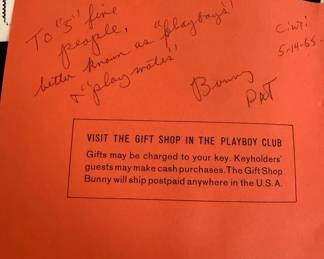 To "5" fine
people,
better known as "playboys"
& "playmates"
Bunny
Pat
Cinti
5-14-65
VISIT THE GIFT SHOP IN THE PLAYBOY CLUB
Gifts may be charged to your key. Keyholders'
guests may make cash purchases. The Gift Shop
Bunny will ship postpaid anywhere in the U.S.A.